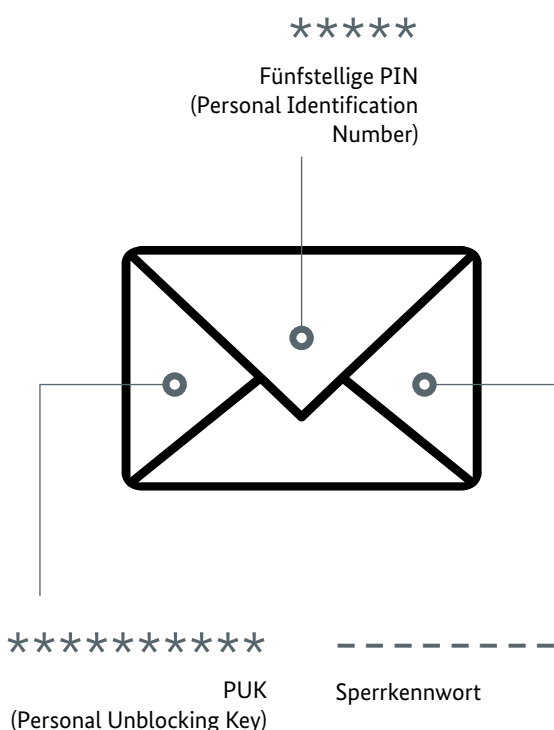 *****
Fünfstellige PIN
(Personal Identification
Number)
**********
PUK
(Personal Unblocking Key)
Sperrkennwort